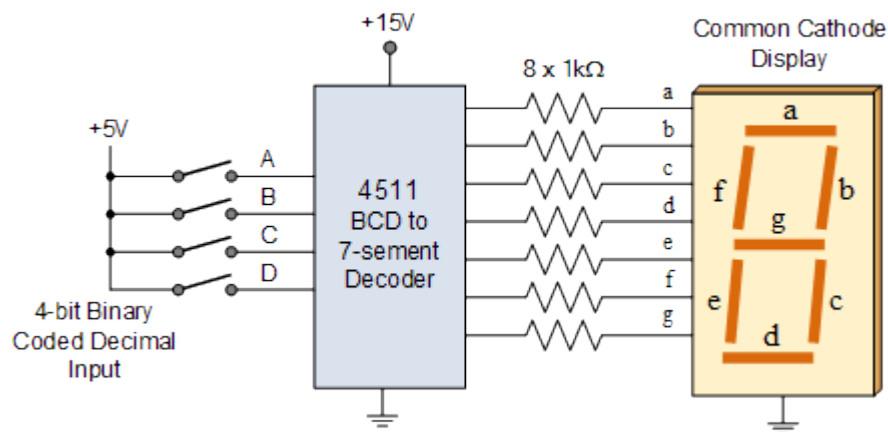 +15V
Common Cathode
Display
8 x 1kΩ
+5V
A
B
C
D
4511
BCD to
7-sement
Decoder
a
b
c
d
e
f
g
a
f
b
g
e
c
d
4-bit Binary
Coded Decimal
Input